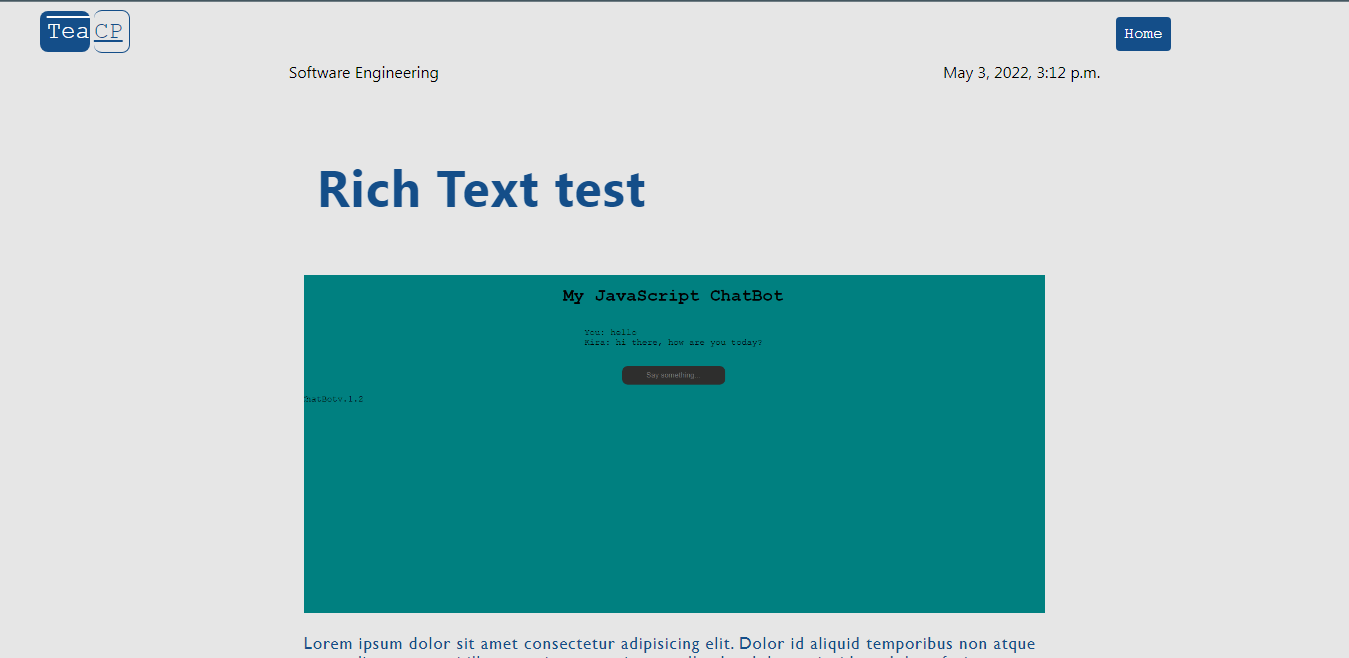 TeaCP
Home
Software Engineering
May 3, 2022, 3:12 p.m.
Rich Text test
My JavaScript ChatBot
You: hello
Kira: hi there, how are you today?
Say something...
ChatBotv.1.2
Lorem ipsum dolor sit amet consectetur adipisicing elit. Dolor id aliquid temporibus non atque